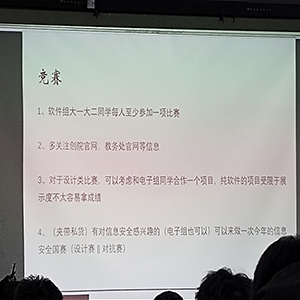 竞赛
1、软件组大一大二同学每人至少参加一项比赛
2、多关注创院官网，教务处官网等信息
3、对于设计类比赛，可以考虑和电子组同学合作一个项目，纯软件的项目受限于展
示度不太容易拿成绩
4、（夹带私货）有对信息安全感兴趣的（电子组也可以）可以来做一次今年的信息
安全国赛（设计赛 || 对抗赛）